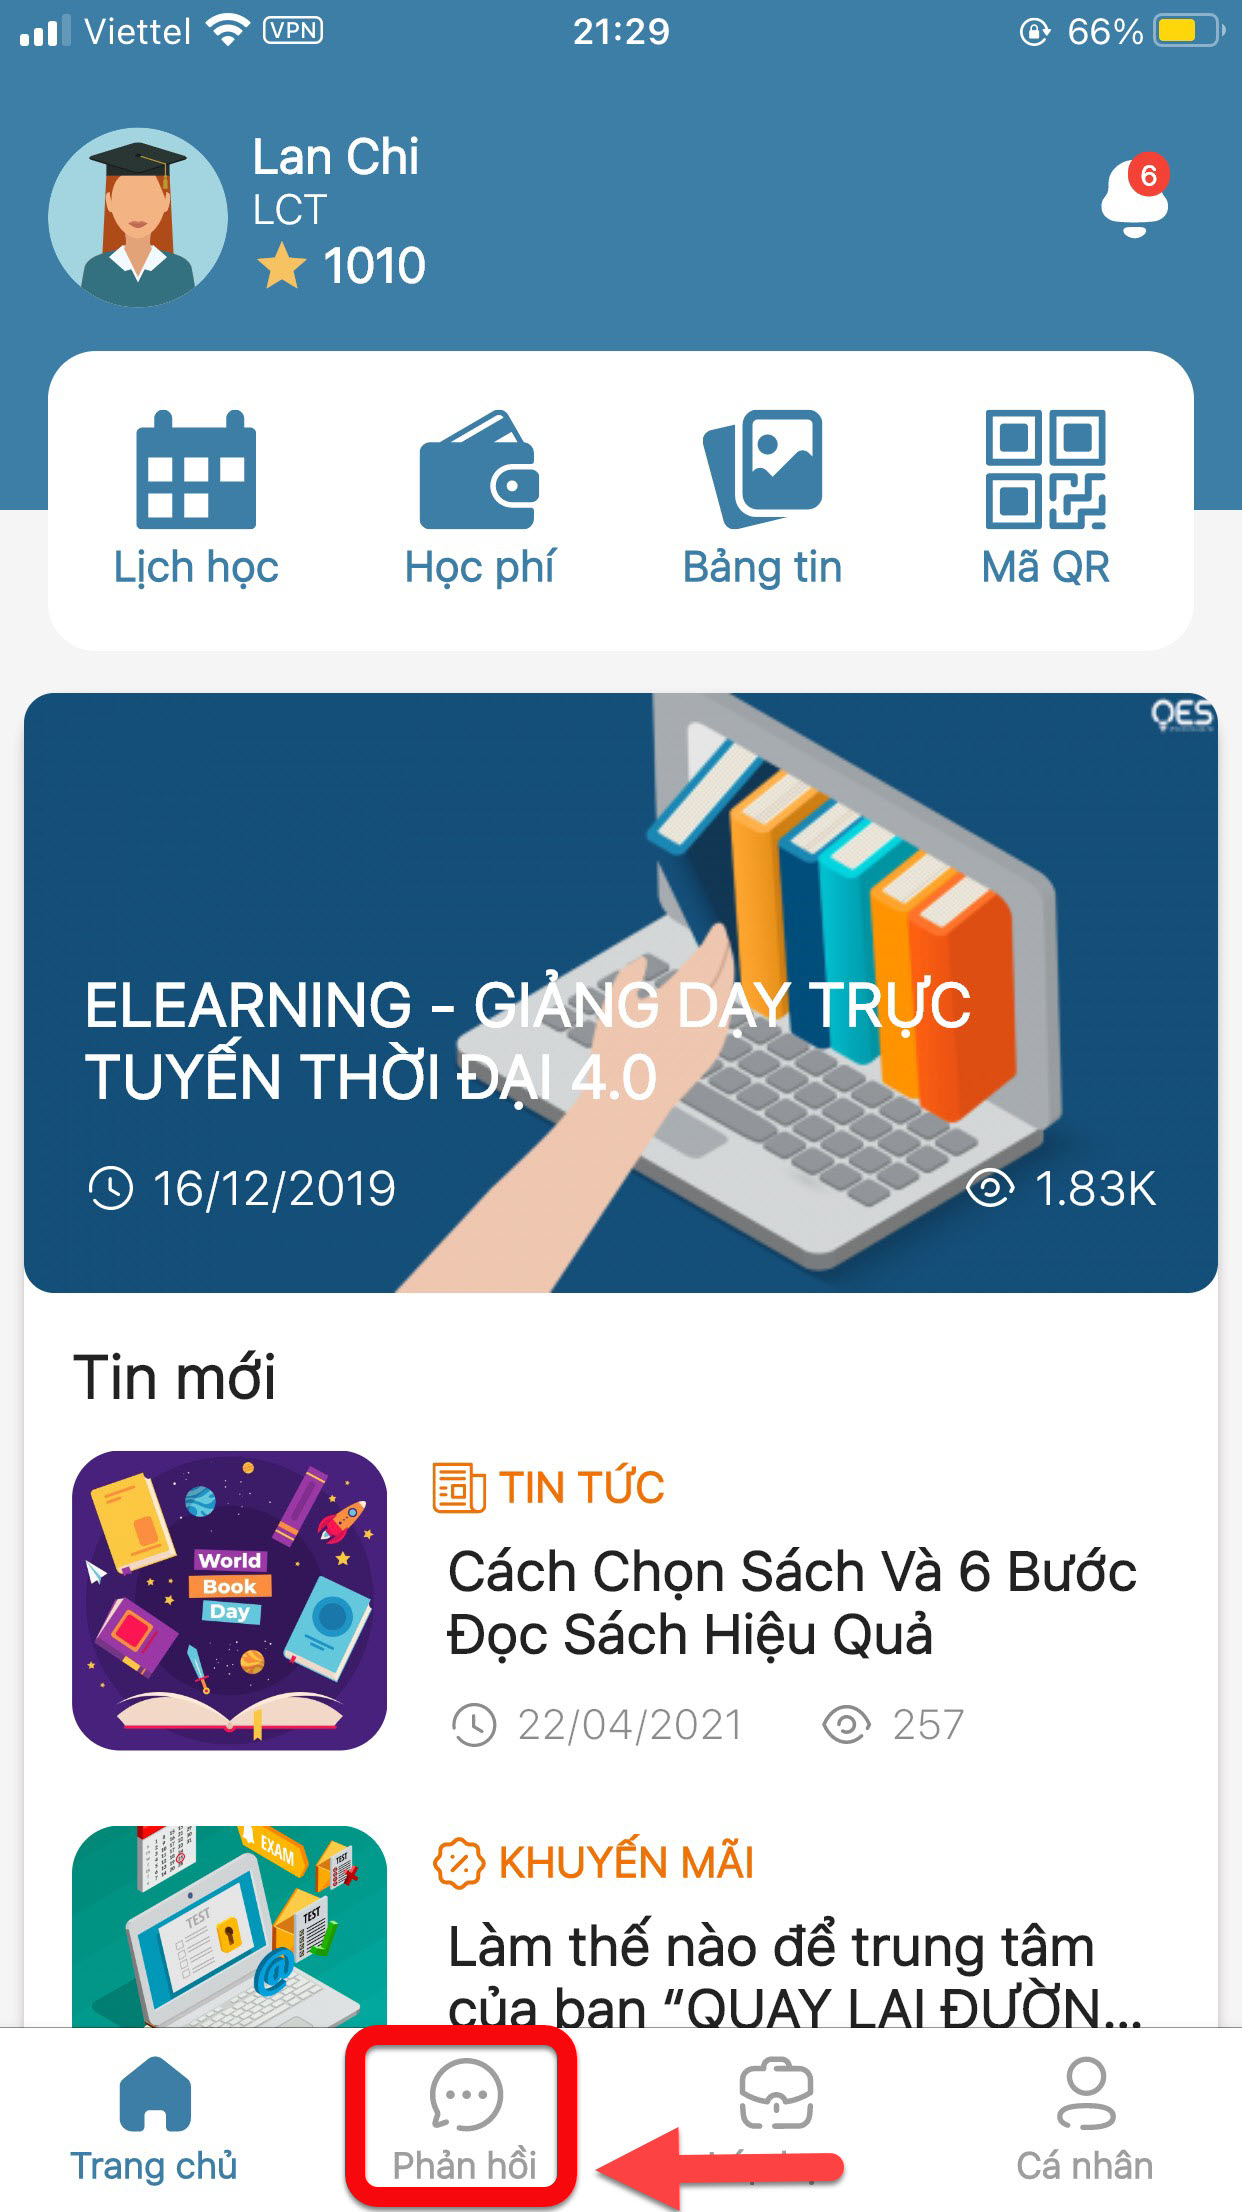 Viettel VPN 21:29 66%
Lan Chi
LCT
1010
6
Lịch học Học phí Bảng tin Mã QR
QES
ELEARNING - GIẢNG DẠY TRỰC
TUYẾN THỜI ĐẠI 4.0
16/12/2019 1.83K
Tin mới
World
Book
Day
TIN TỨC
Cách Chọn Sách Và 6 Bước
Đọc Sách Hiệu Quả
22/04/2021 257
EXAM
TEST
TEST
TEST
KHUYẾN MÃI
Làm thế nào để trung tâm
của bạn “QUAY LẠI ĐƯỜN...
Trang chủ Phản hồi Cá nhân